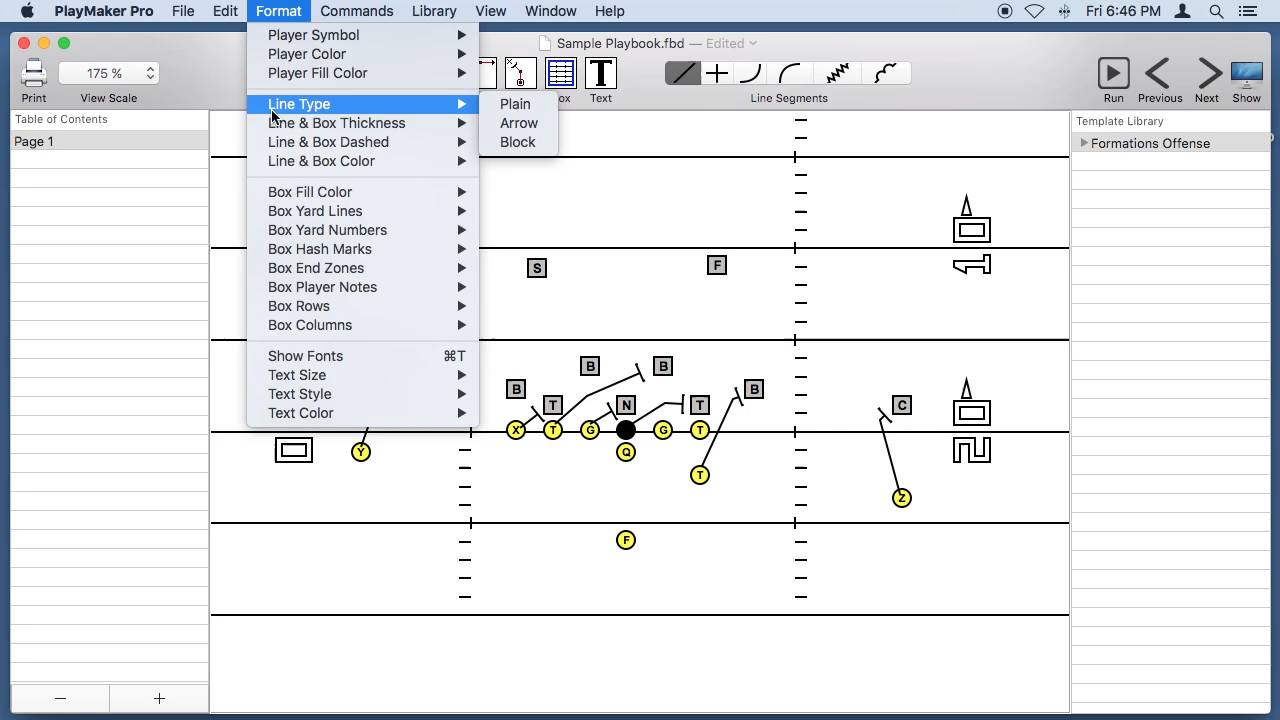 PlayMaker Pro File Edit Format Commands Library View Window Help Fri 6:46 PM
Sample Playbook.fbd — Edited
175 %
Print View Scale ox Text Line Segments Run Previous Next Show
Table of Contents
Page 1
Player Symbol
Player Color
Player Fill Color
Line Type
Line & Box Thickness
Line & Box Dashed
Line & Box Color
Box Fill Color
Box Yard Lines
Box Yard Numbers
Box Hash Marks
Box End Zones
Box Player Notes
Box Rows
Box Columns
Show Fonts ⌘T
Text Size
Text Style
Text Color
Plain
Arrow
Block
Template Library
Formations Offense
S F
B B
B B
T N T C
X T G G T
Y Q
T
Z
F
− +